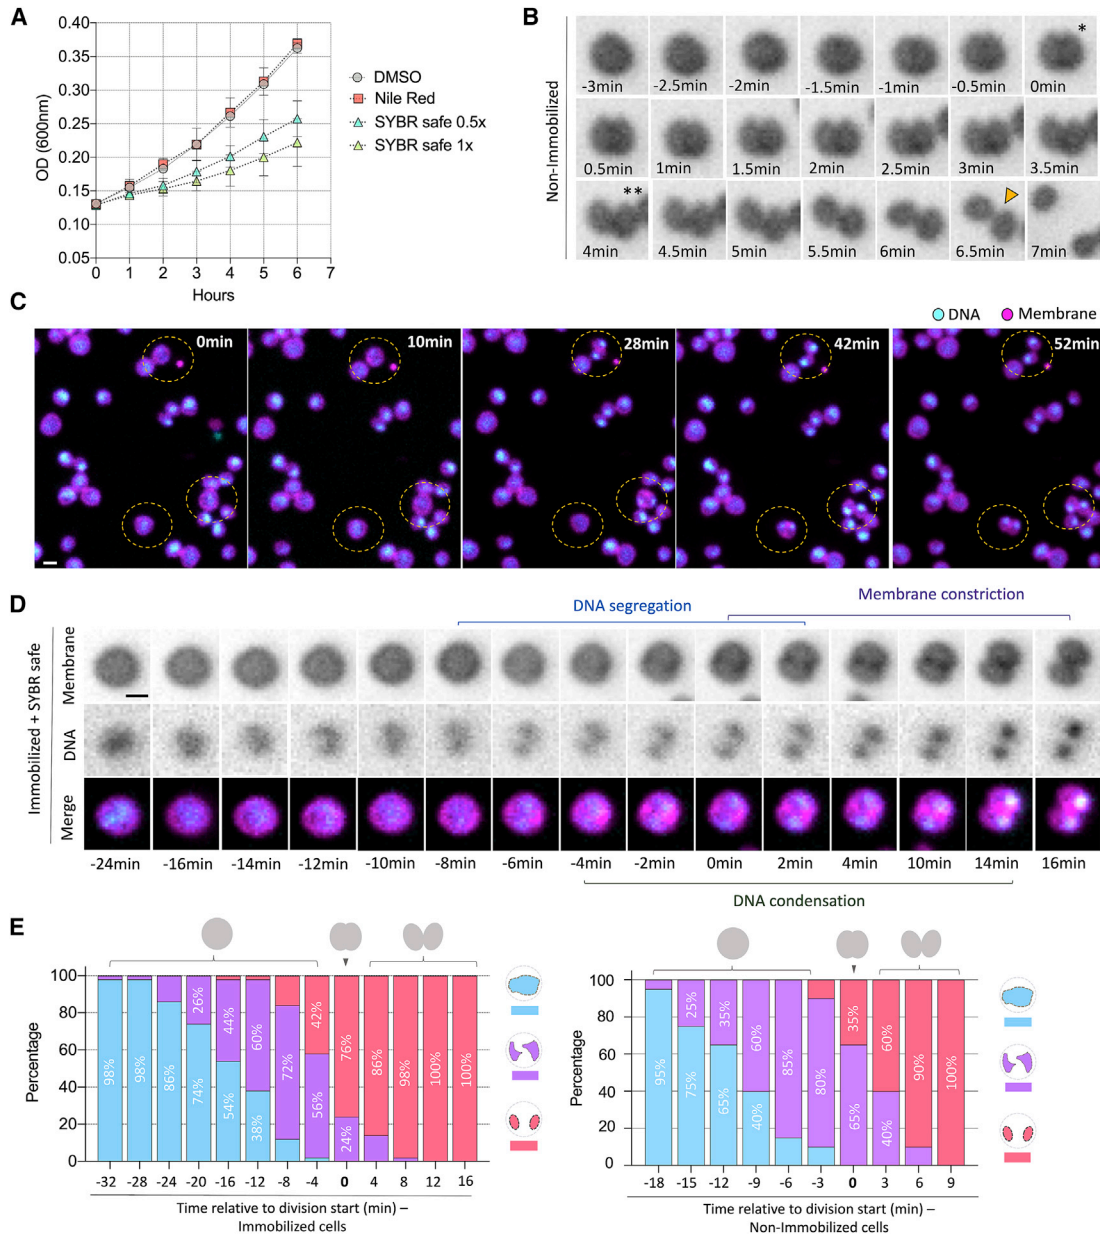 A
OD (600nm)
0.40
0.35
0.30
0.25
0.20
0.15
0.10
0.05
0 1 2 3 4 5 6 7
Hours
DMSO
Nile Red
SYBR safe 0.5x
SYBR safe 1x
B
Non-Immobilized
-3min -2.5min -2min -1.5min -1min -0.5min 0min *
0.5min 1min 1.5min 2min 2.5min 3min 3.5min
**
4min 4.5min 5min 5.5min 6min 6.5min 7min
C
DNA Membrane
0min 10min 28min 42min 52min
D
DNA segregation
Membrane constriction
Immobilized + SYBR safe
Membrane
DNA
Merge
-24min -16min -14min -12min -10min -8min -6min -4min -2min 0min 2min 4min 10min 14min 16min
DNA condensation
E
Percentage
100
80
60
40
20
0
98% 98% 86% 74% 26% 54% 44% 38% 60% 72% 56% 42% 24% 76% 86% 98% 100% 100%
-32 -28 -24 -20 -16 -12 -8 -4 0 4 8 12 16
Time relative to division start (min) –
Immobilized cells
Percentage
100
80
60
40
20
0
95% 75% 25% 65% 35% 40% 60% 85% 80% 65% 35% 40% 60% 90% 100%
-18 -15 -12 -9 -6 -3 0 3 6 9
Time relative to division start (min) –
Non-Immobilized cells